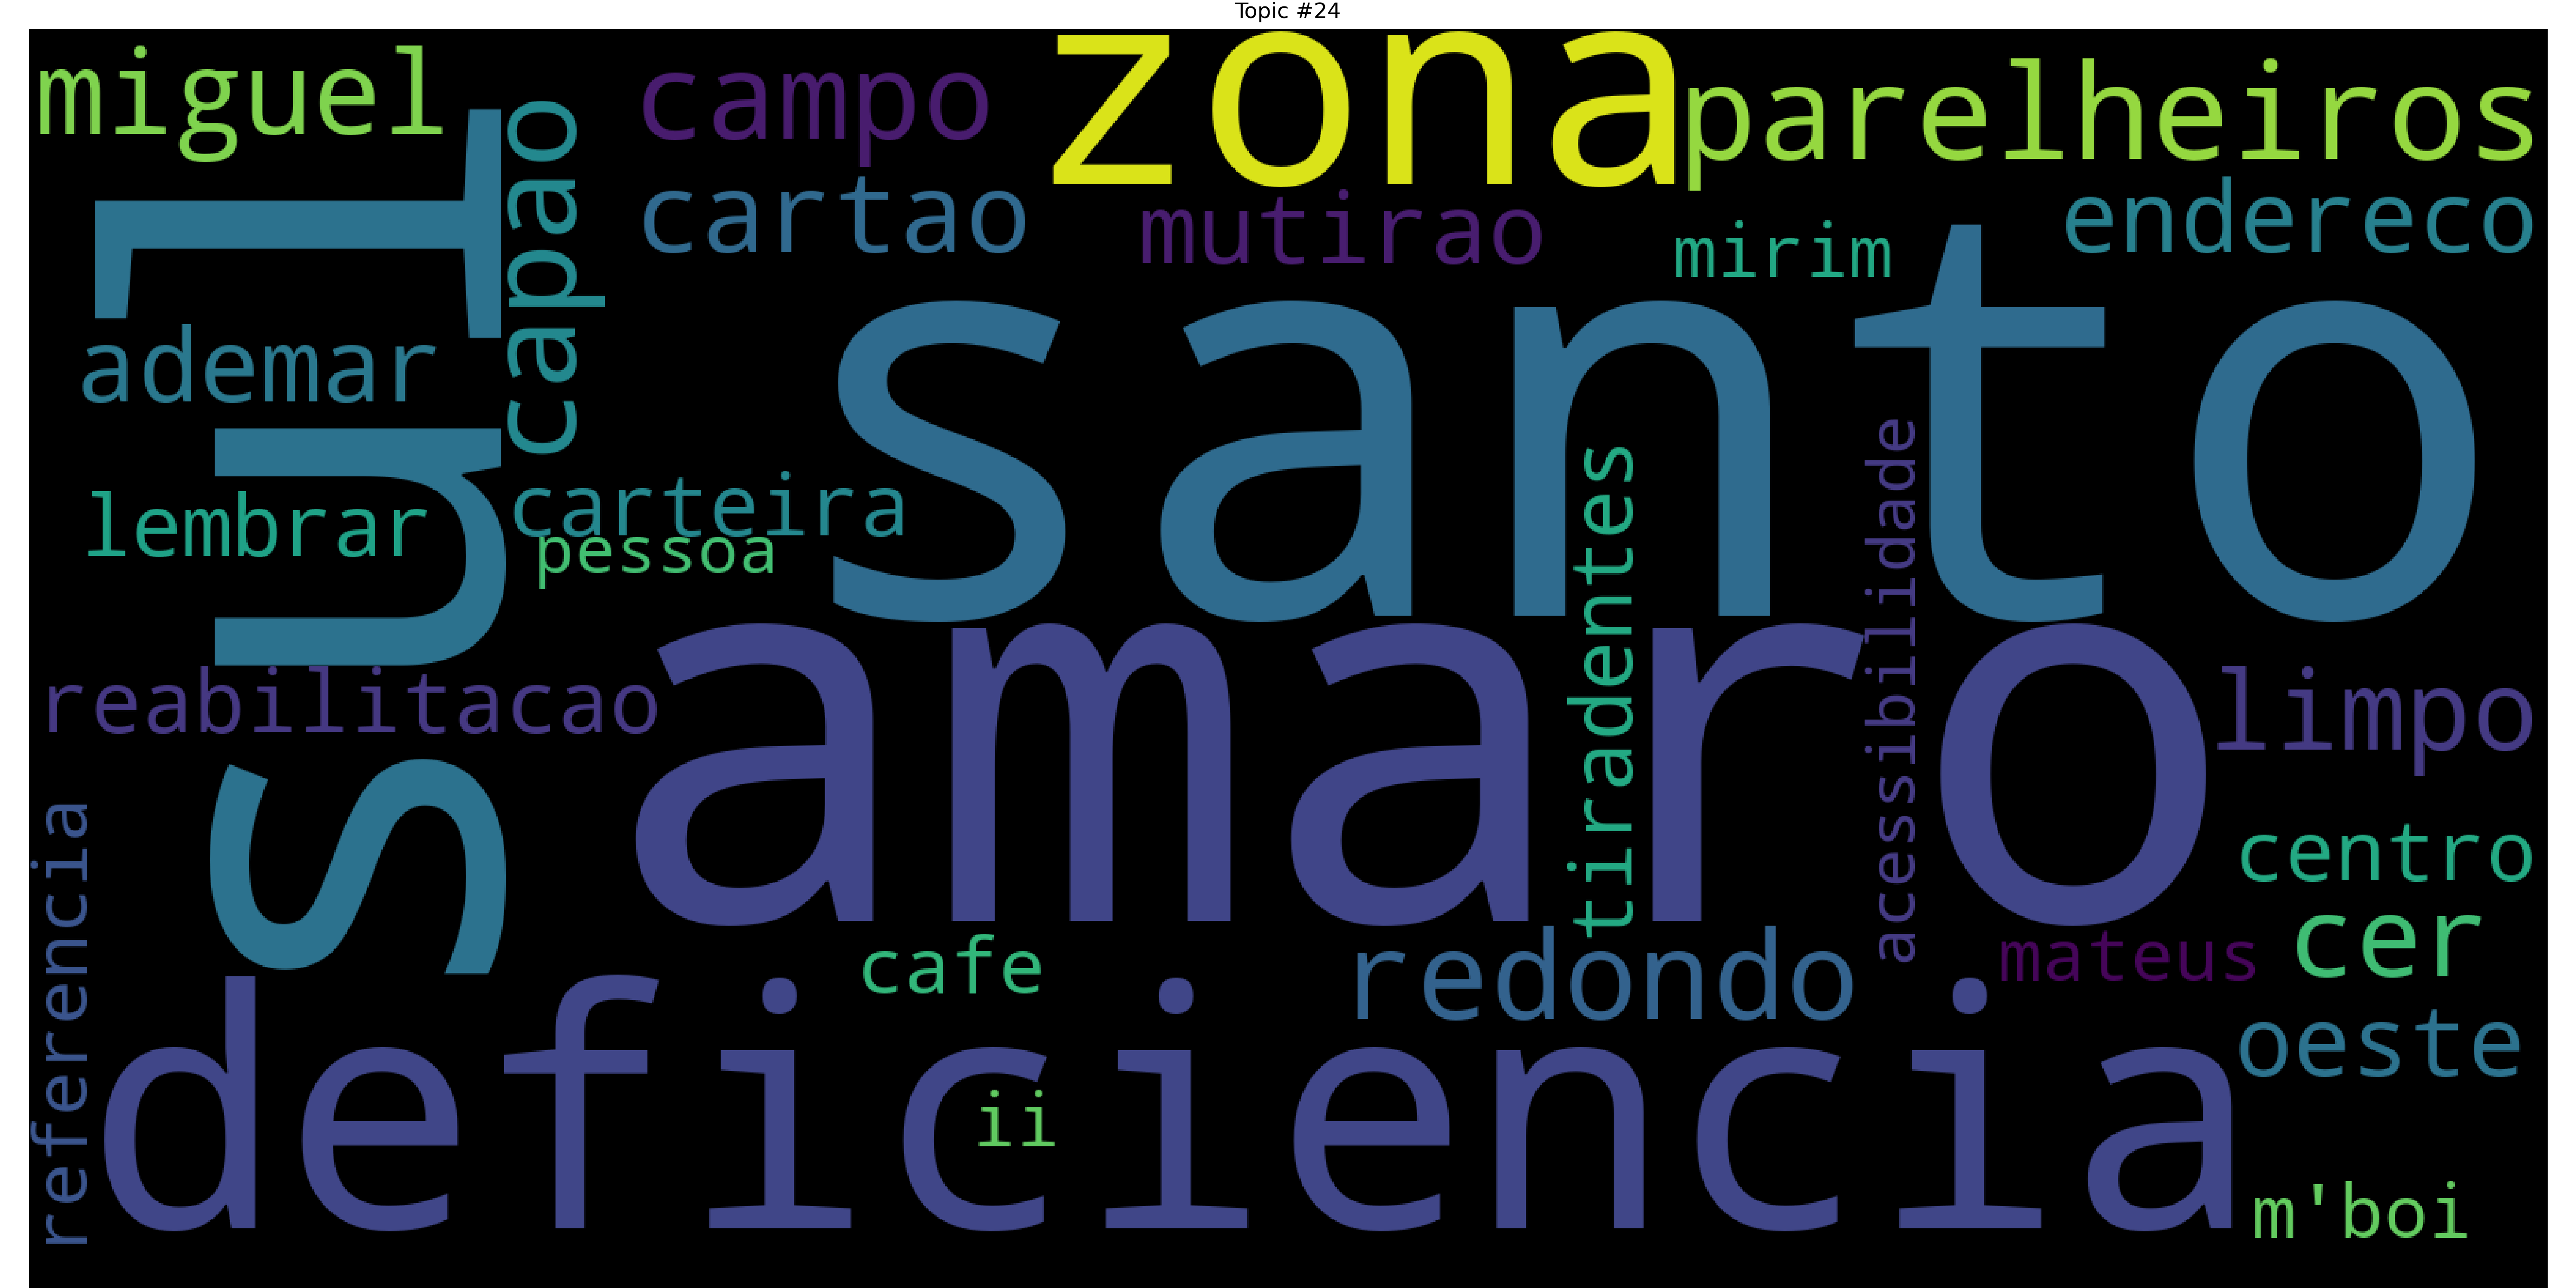 Topic #24
miguel
campo
zona
parelheiros
capao
cartao
mutirao
mirim
endereco
sul
ademar
santo
lembrar
carteira
pessoa
tiradentes
acessibilidade
reabilitacao
amaro
limpo
referencia
centro
cafe
redondo
mateus
cer
deficiencia
oeste
ii
m'boi